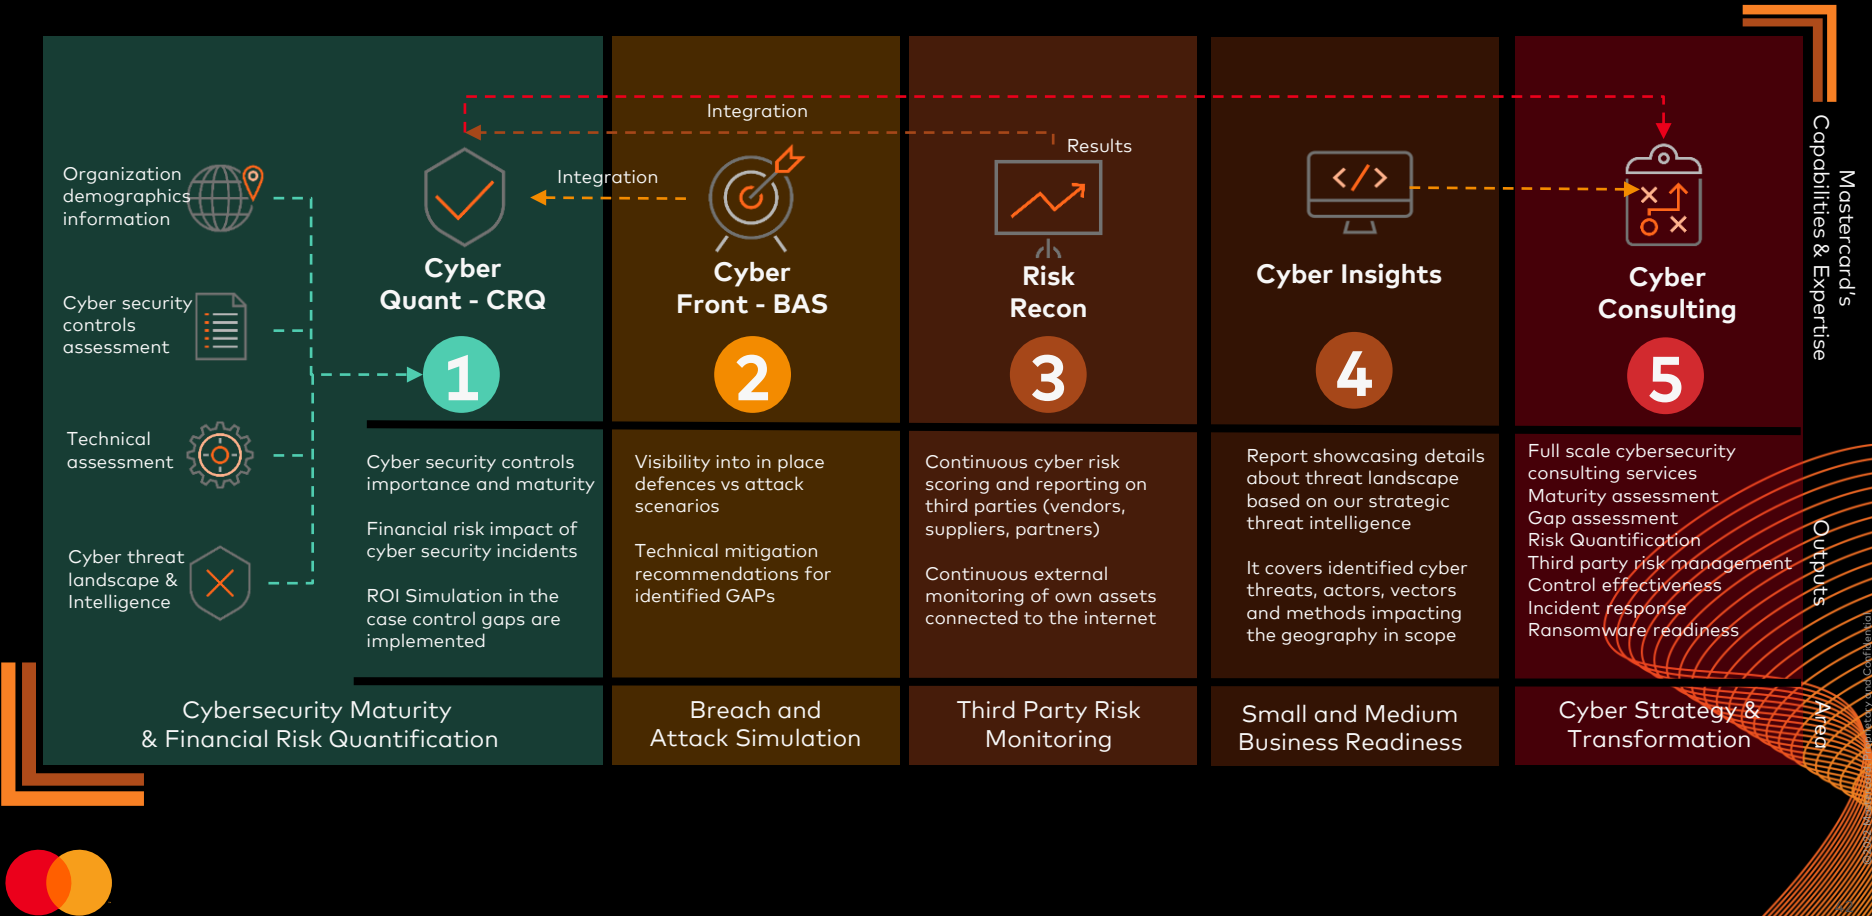 Organization
demographics
information
Cyber security
controls
assessment
Technical
assessment
Cyber threat
landscape &
Intelligence
Integration
Integration
Results
Cyber
Quant - CRQ
1
Cyber security controls
importance and maturity
Financial risk impact of
cyber security incidents
ROI Simulation in the
case control gaps are
implemented
Cybersecurity Maturity
& Financial Risk Quantification
Cyber
Front - BAS
2
Visibility into in place
defences vs attack
scenarios
Technical mitigation
recommendations for
identified GAPs
Breach and
Attack Simulation
Risk
Recon
3
Continuous cyber risk
scoring and reporting on
third parties (vendors,
suppliers, partners)
Continuous external
monitoring of own assets
connected to the internet
Third Party Risk
Monitoring
Cyber Insights
4
Report showcasing details
about threat landscape
based on our strategic
threat intelligence
It covers identified cyber
threats, actors, vectors
and methods impacting
the geography in scope
Small and Medium
Business Readiness
Cyber
Consulting
5
Full scale cybersecurity
consulting services
Maturity assessment
Gap assessment
Risk Quantification
Third party risk management
Control effectiveness
Incident response
Ransomware readiness
Cyber Strategy &
Transformation
Mastercard's
Capabilities & Expertise
Outputs
Area
and Confidential